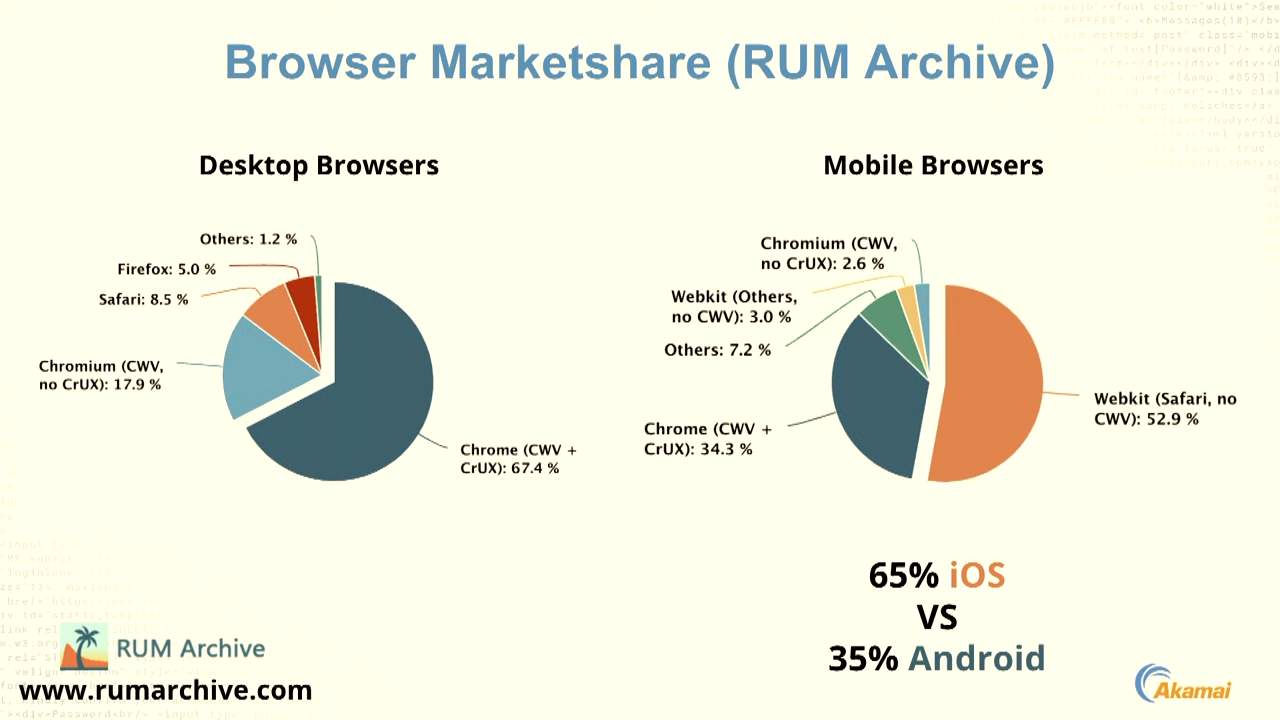 Browser Marketshare (RUM Archive)
Desktop Browsers
Others: 1.2 %
Firefox: 5.0 %
Safari: 8.5 %
Chromium (CWV,
no CrUX): 17.9 %
Chrome (CWV +
CrUX): 67.4 %
Mobile Browsers
Chromium (CWV,
no CrUX): 2.6 %
Webkit (Others,
no CWV): 3.0 %
Others: 7.2 %
Chrome (CWV +
CrUX): 34.3 %
Webkit (Safari, no
CWV): 52.9 %
65% iOS
VS
35% Android
RUM Archive
www.rumarchive.com
Akamai